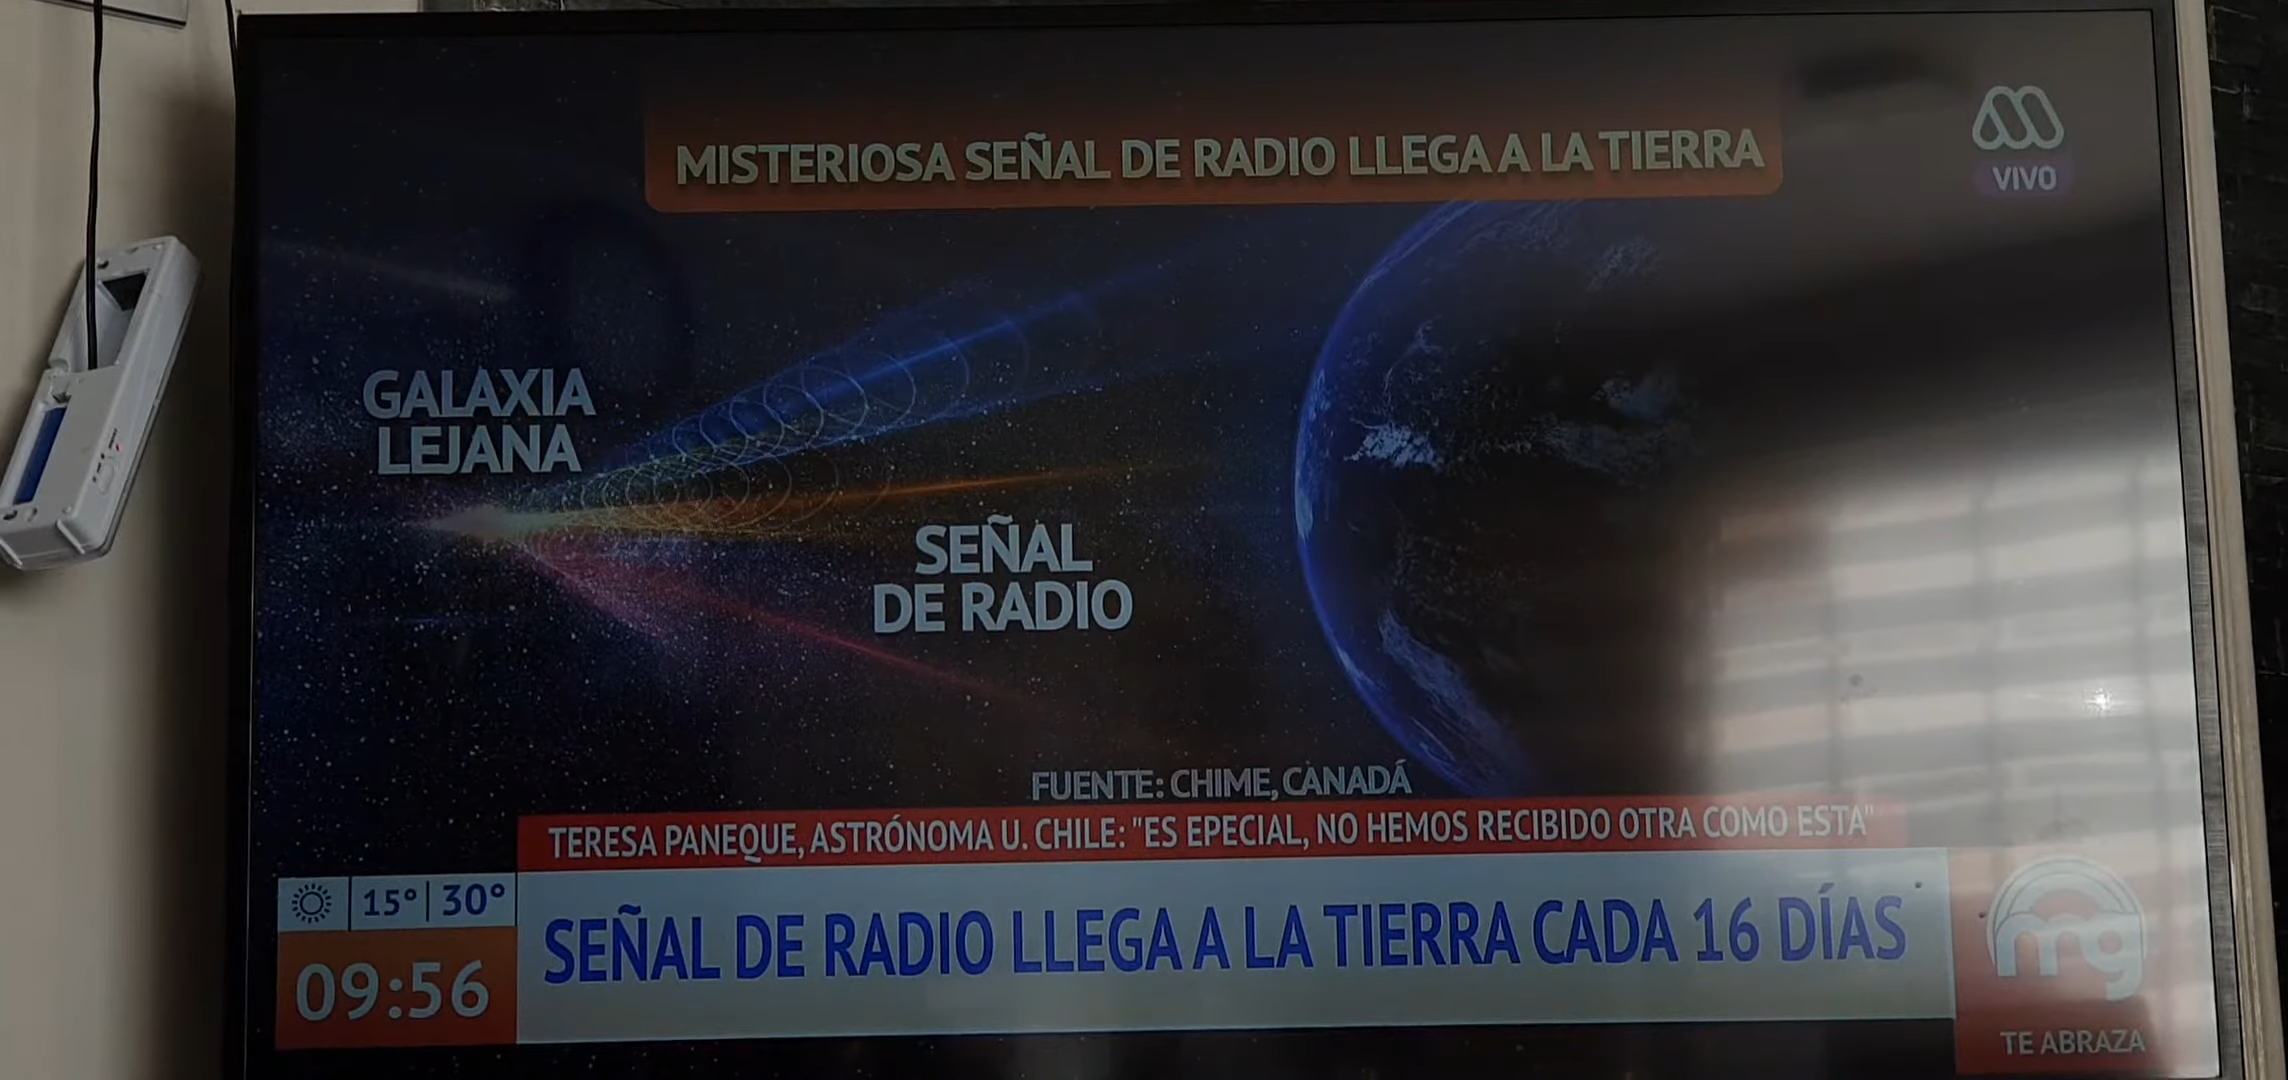 MISTERIOSA SEÑAL DE RADIO LLEGA A LA TIERRA
VIVO
GALAXIA
LEJANA
SEÑAL
DE RADIO
FUENTE: CHIME, CANADÁ
TERESA PANEQUE, ASTRÓNOMA U. CHILE: "ES EPECIAL, NO HEMOS RECIBIDO OTRA COMO ESTA"
15° 30°
SEÑAL DE RADIO LLEGA A LA TIERRA CADA 16 DÍAS
09:56
mg
TE ABRAZA